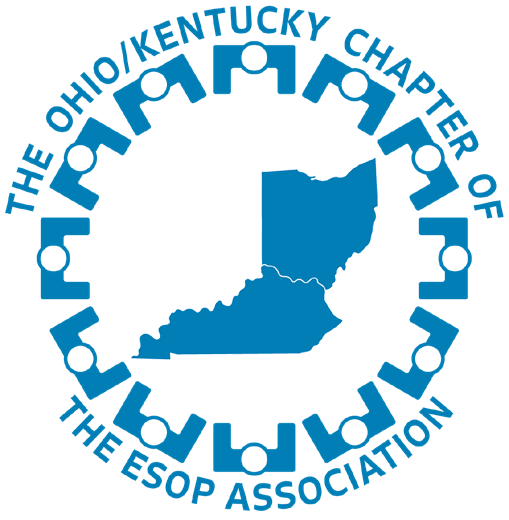 THE OHIO/KENTUCKY CHAPTER OF
THE ESOP ASSOCIATION